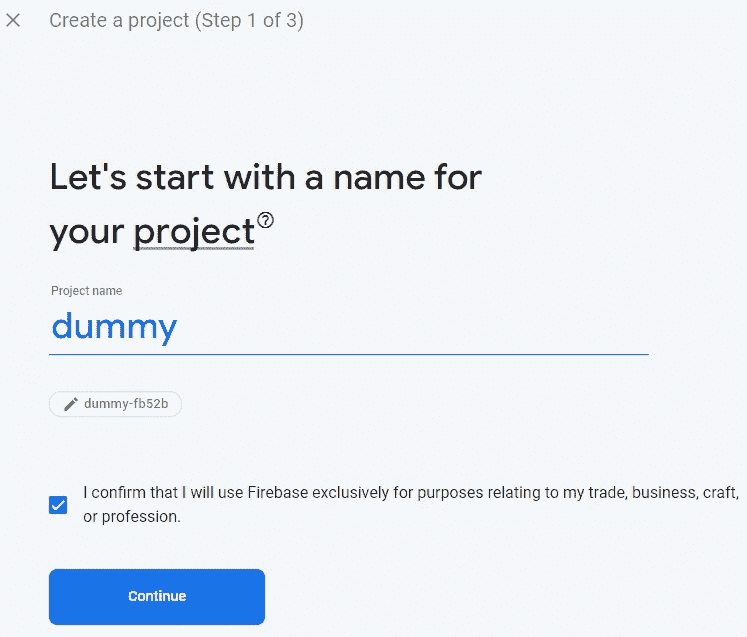 Create a project (Step 1 of 3)
Let's start with a name for
your project
Project name
dummy
dummy-fb52b
I confirm that I will use Firebase exclusively for purposes relating to my trade, business, craft,
or profession.
Continue